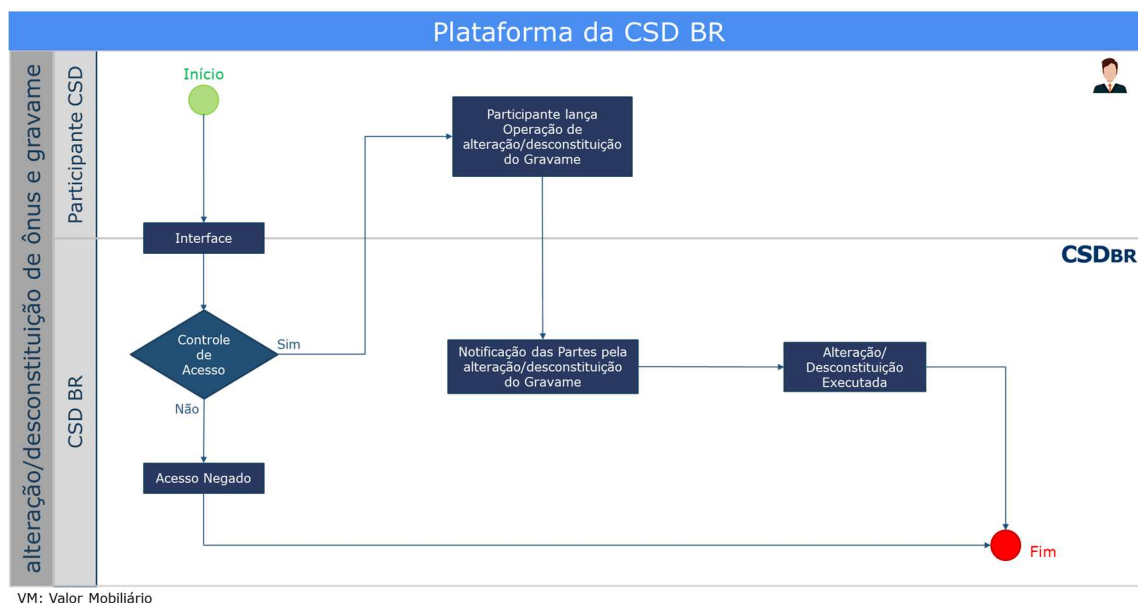 Plataforma da CSD BR
alteração/desconstituição de ônus e gravame
Participante CSD
Início
Participante lança
Operação de
alteração/desconstituição
do Gravame
Interface
CSD BR
CSDBR
Controle
de
Acesso
Sim
Não
Notificação das Partes pela
alteração/desconstituição
do Gravame
Alteração/
Desconstituição
Executada
Acesso Negado
Fim
VM: Valor Mobiliário